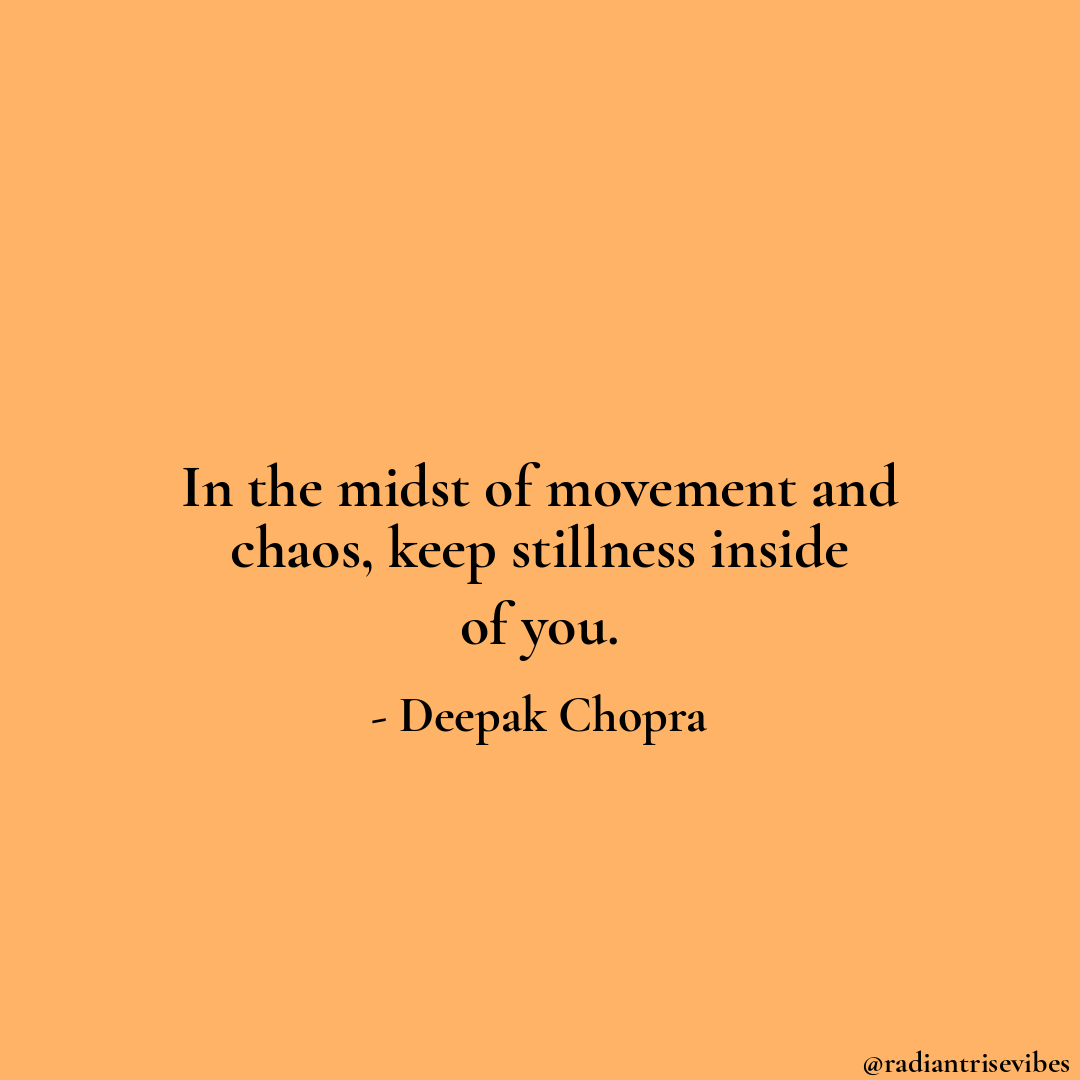 In the midst of movement and
chaos, keep stillness inside
of you.
- Deepak Chopra
@radiantrisevibes